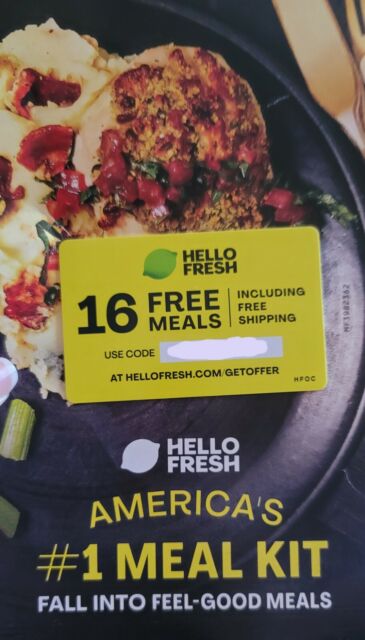 HELLO
FRESH
16 FREE MEALS INCLUDING FREE SHIPPING
USE CODE
AT HELLOFRESH.COM/GETOFFER
HFOC
MF3982362
HELLO
FRESH
AMERICA'S
#1 MEAL KIT
FALL INTO FEEL-GOOD MEALS